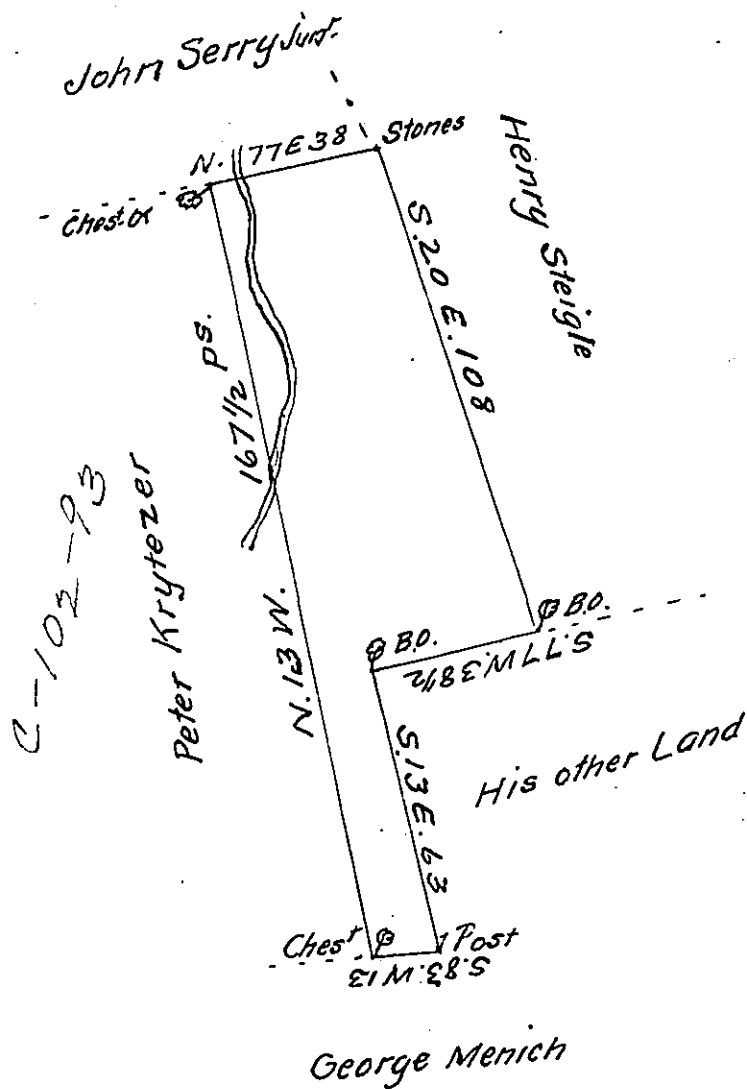 John Serry Junr.
N. 77 E 38
Stones
Chest.
Henry Steigle
S. 20 E. 108
167 1/2 Ps.
N. 13 W.
C-102-93
Peter Krytezer
B.O.
B.O.
S. 77 W. 38 1/2
S. 13 E. 63
His other Land
Chest
Post
S. 83. W 13
George Menich